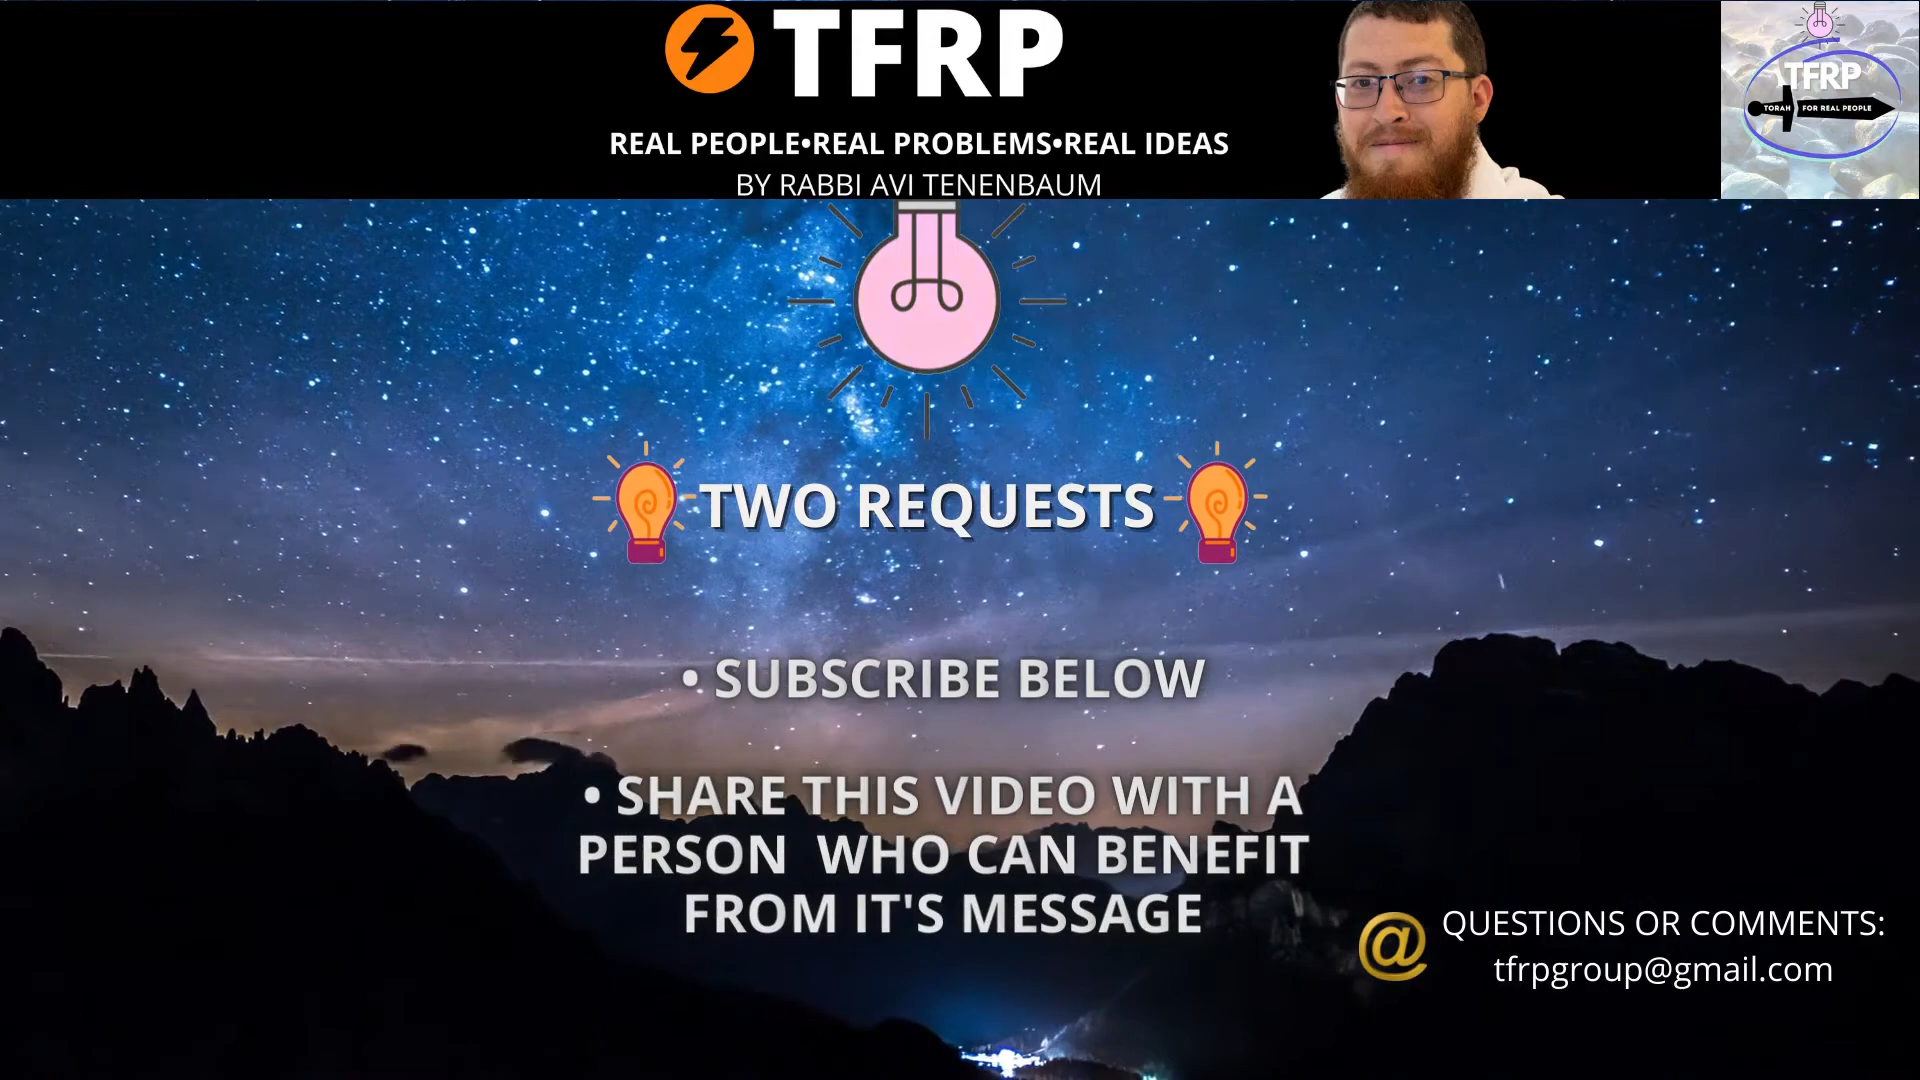 TFRP
REAL PEOPLE•REAL PROBLEMS•REAL IDEAS
BY RABBI AVI TENENBAUM
TFRP
TORAH FOR REAL PEOPLE
TWO REQUESTS
• SUBSCRIBE BELOW
• SHARE THIS VIDEO WITH A
PERSON WHO CAN BENEFIT
FROM IT'S MESSAGE
@ QUESTIONS OR COMMENTS:
tfrpgroup@gmail.com